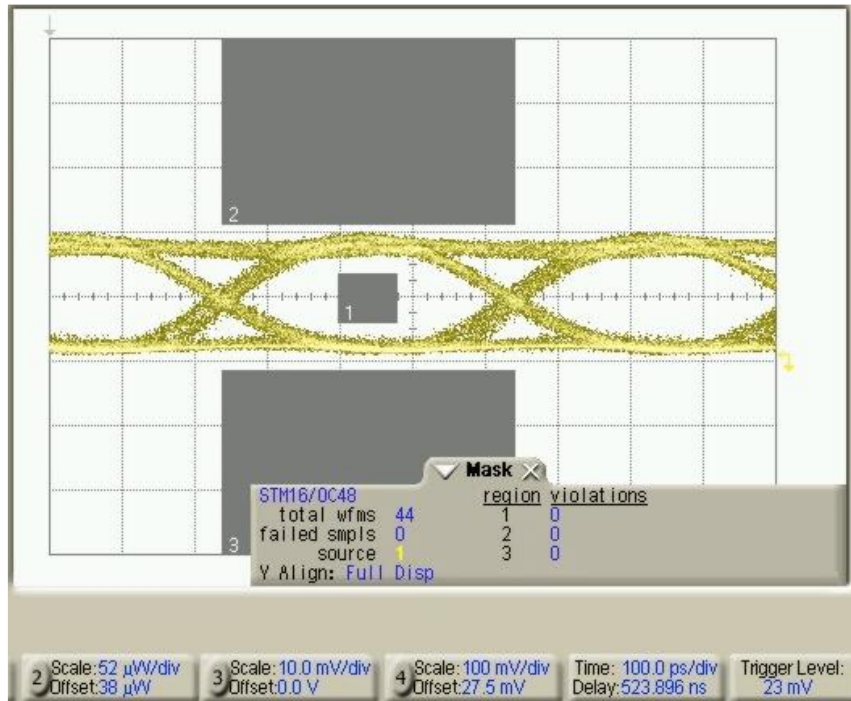 2
1
3
Mask
STM16/OC48 region violations
total wfms 44 1 0
failed smpls 0 2 0
source 1 3 0
Y Align: Full Disp
2 Scale:52 µW/div
Offset:38 µW
3 Scale:10.0 mV/div
Offset:0.0 V
4 Scale:100 mV/div
Offset:27.5 mV
Time: 100.0 ps/div
Delay:523.896 ns
Trigger Level:
23 mV